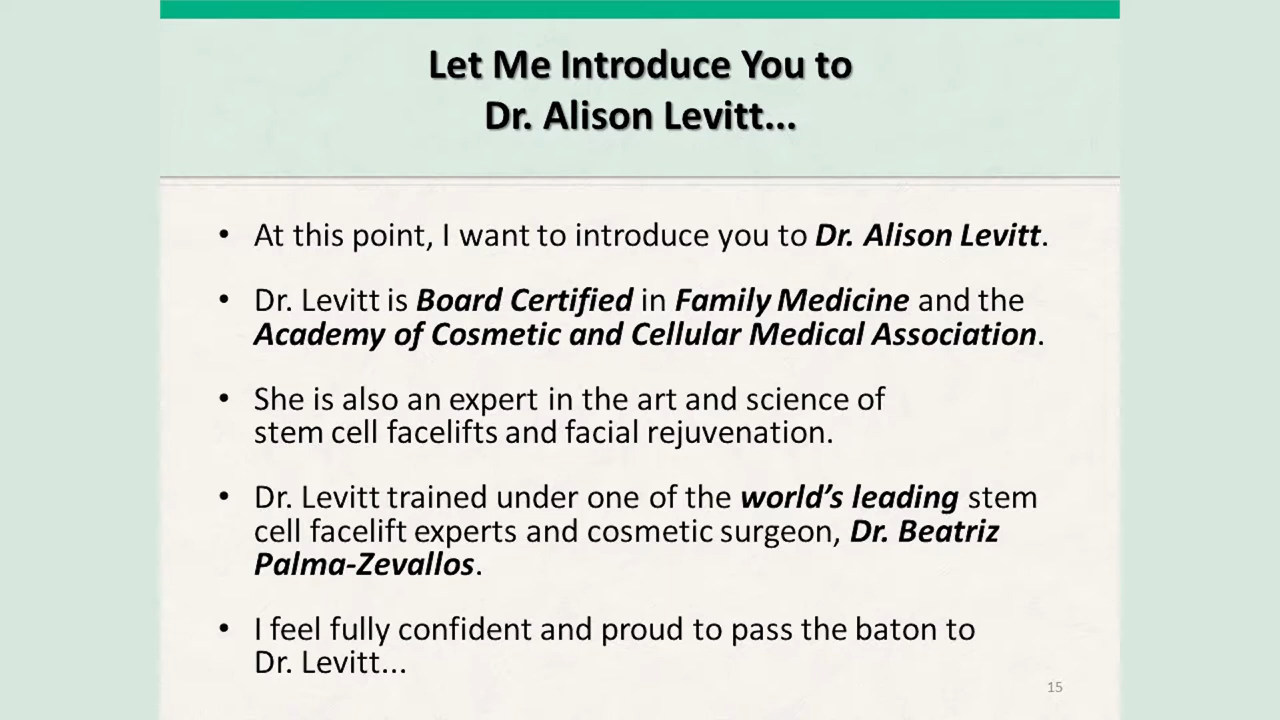 Let Me Introduce You to
Dr. Alison Levitt...
• At this point, I want to introduce you to Dr. Alison Levitt.
• Dr. Levitt is Board Certified in Family Medicine and the
Academy of Cosmetic and Cellular Medical Association.
• She is also an expert in the art and science of
stem cell facelifts and facial rejuvenation.
• Dr. Levitt trained under one of the world’s leading stem
cell facelift experts and cosmetic surgeon, Dr. Beatriz
Palma-Zevallos.
• I feel fully confident and proud to pass the baton to
Dr. Levitt...
15